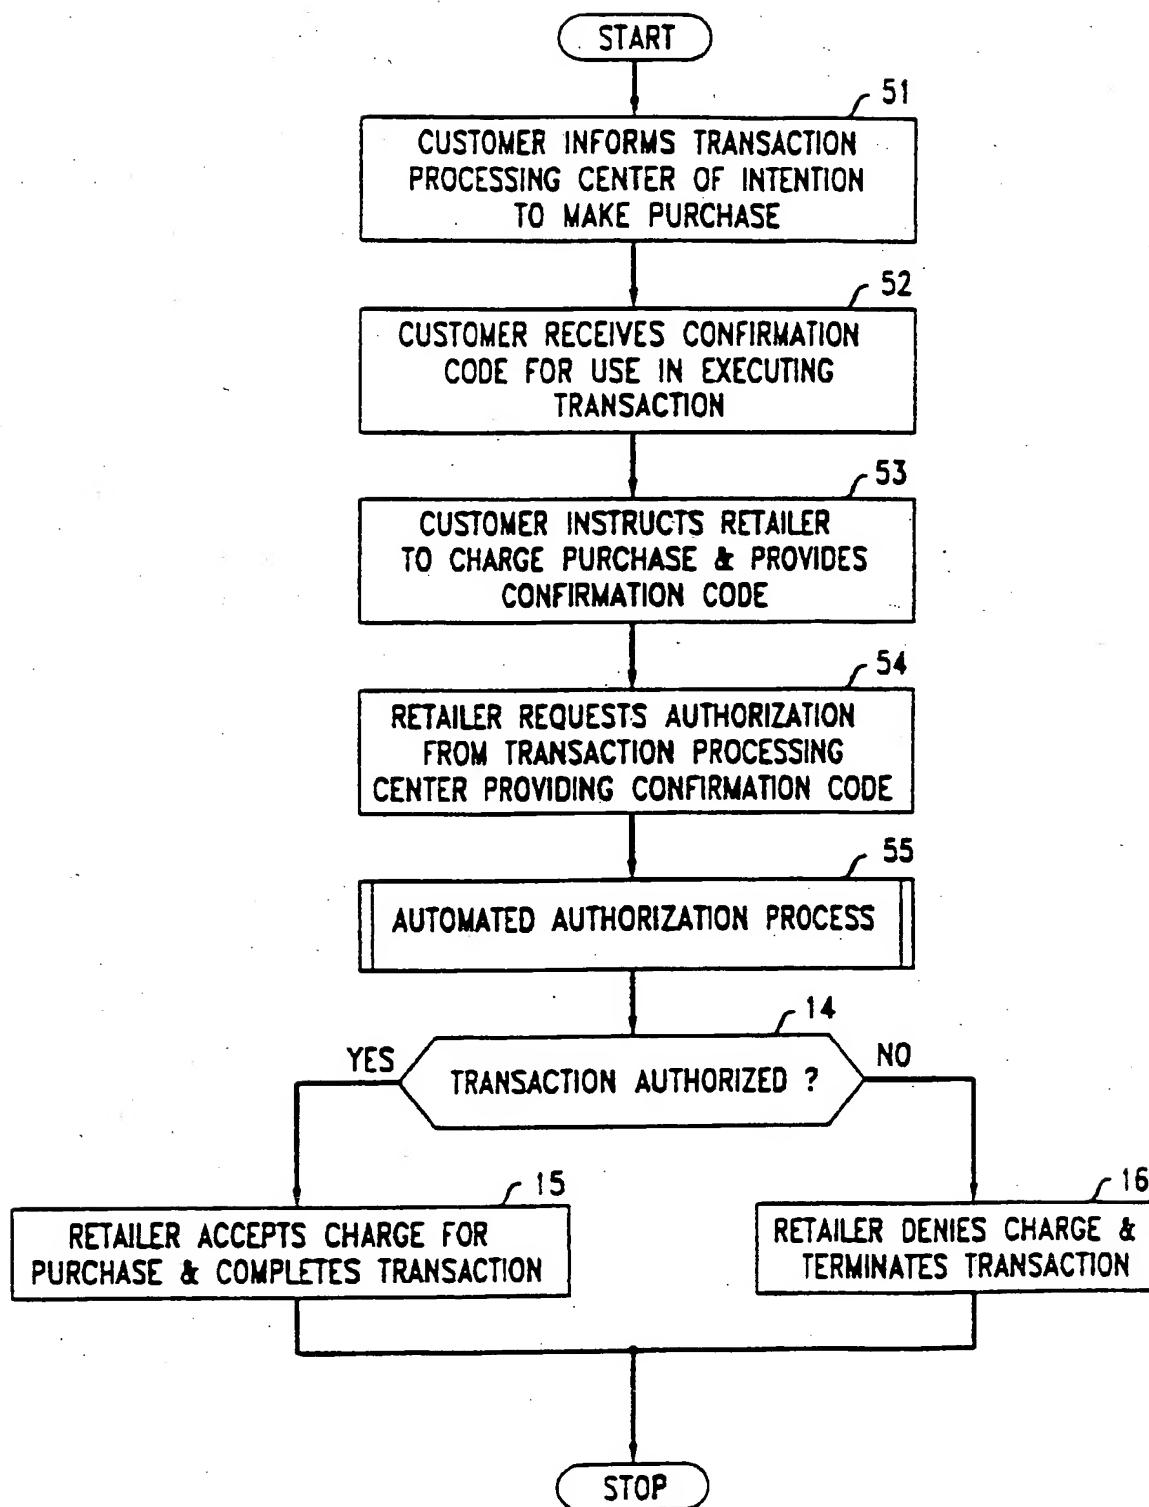 START
51
CUSTOMER INFORMS TRANSACTION
PROCESSING CENTER OF INTENTION
TO MAKE PURCHASE
52
CUSTOMER RECEIVES CONFIRMATION
CODE FOR USE IN EXECUTING
TRANSACTION
53
CUSTOMER INSTRUCTS RETAILER
TO CHARGE PURCHASE & PROVIDES
CONFIRMATION CODE
54
RETAILER REQUESTS AUTHORIZATION
FROM TRANSACTION PROCESSING
CENTER PROVIDING CONFIRMATION CODE
55
AUTOMATED AUTHORIZATION PROCESS
14
YES
NO
TRANSACTION AUTHORIZED ?
15
RETAILER ACCEPTS CHARGE FOR
PURCHASE & COMPLETES TRANSACTION
16
RETAILER DENIES CHARGE &
TERMINATES TRANSACTION
STOP